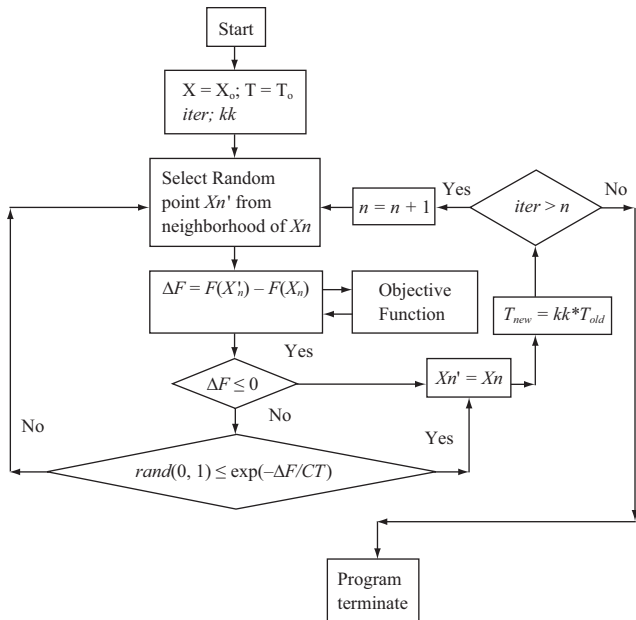 Start
X = Xₒ; T = Tₒ
iter; kk
Select Random
point Xn' from
neighborhood of Xn
n = n + 1
Yes
iter > n
No
ΔF = F(X'ₙ) – F(Xₙ)
Objective
Function
T_new = kk*T_old
Yes
ΔF ≤ 0
Xn' = Xn
No
No
Yes
rand(0, 1) ≤ exp(–ΔF/CT)
Program
terminate